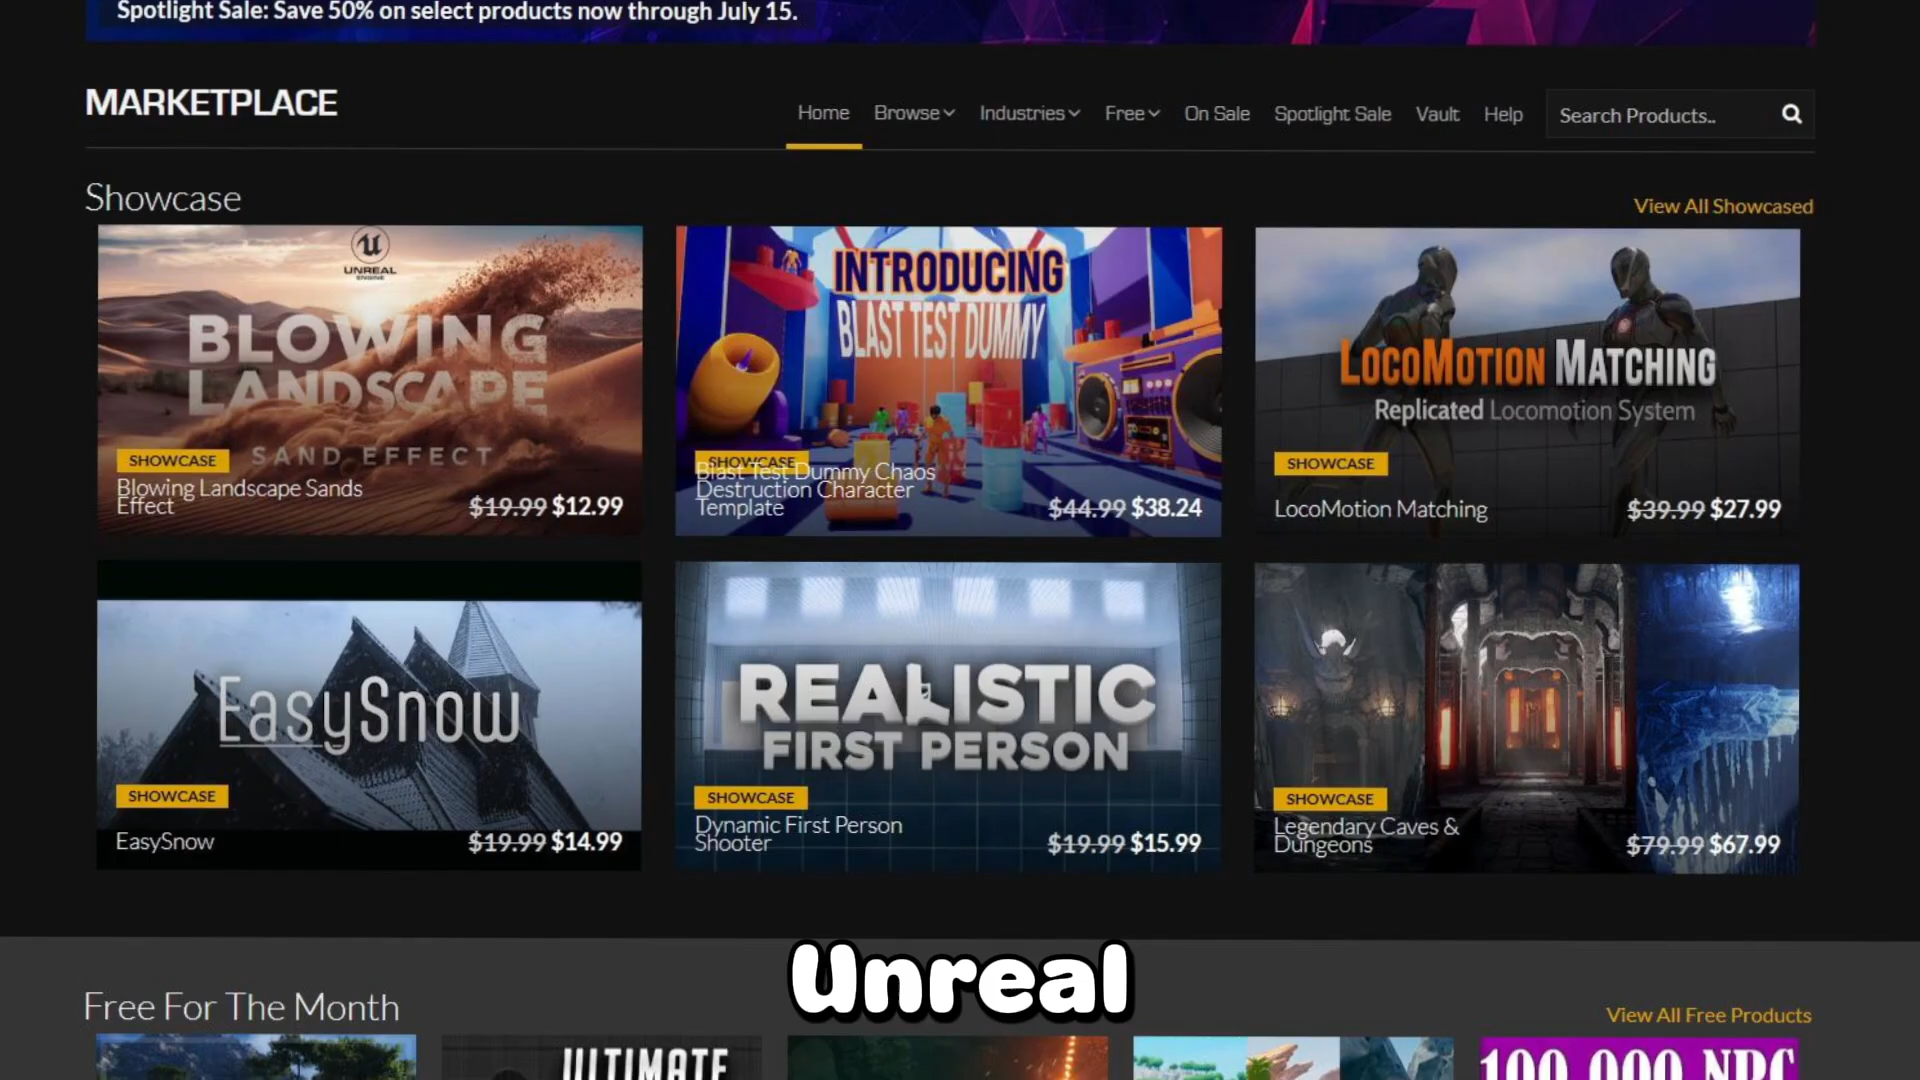 Spotlight Sale: Save 50% on select products now through July 15.
MARKETPLACE
Home Browse Industries Free On Sale Spotlight Sale Vault Help Search Products..
Showcase
View All Showcased
UNREAL
ENGINE
BLOWING
LANDSCAPE
SAND EFFECT
SHOWCASE
Blowing Landscape Sands
Effect
$19.99 $12.99
INTRODUCING
BLAST TEST DUMMY
SHOWCASE
Blast Test Dummy Chaos
Destruction Character
Template
$44.99 $38.24
LOCOMOTION MATCHING
Replicated Locomotion System
SHOWCASE
LocoMotion Matching
$39.99 $27.99
EasySnow
SHOWCASE
EasySnow
$19.99 $14.99
REALISTIC
FIRST PERSON
SHOWCASE
Dynamic First Person
Shooter
$19.99 $15.99
SHOWCASE
Legendary Caves &
Dungeons
$79.99 $67.99
Unreal
Free For The Month
View All Free Products
ULTIMATE
100,000 NPC